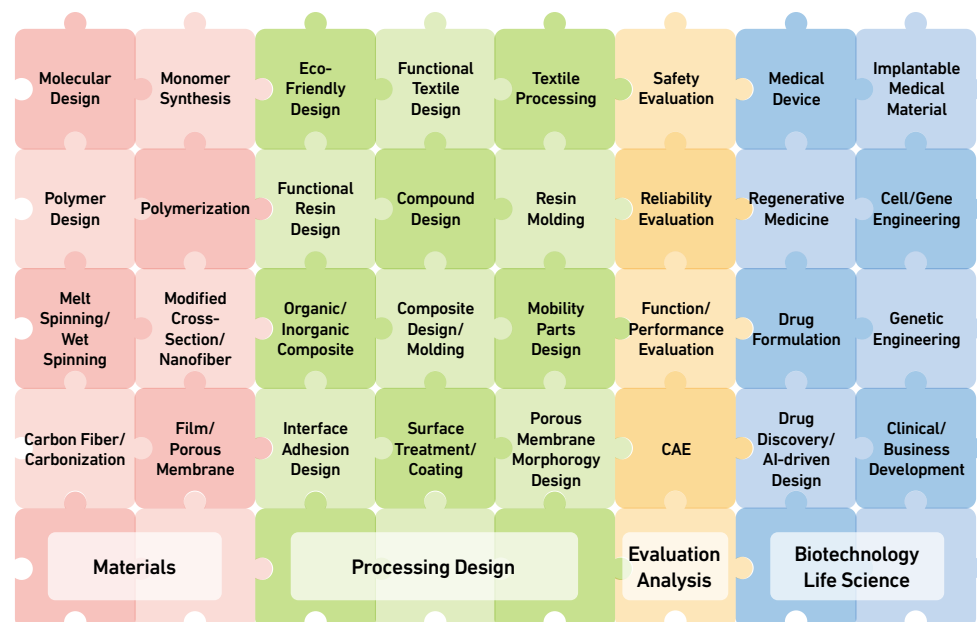 Molecular
Design
Monomer
Synthesis
Eco-
Friendly
Design
Functional
Textile
Design
Textile
Processing
Safety
Evaluation
Medical
Device
Implantable
Medical
Material
Polymer
Design
Polymerization
Functional
Resin
Design
Compound
Design
Resin
Molding
Reliability
Evaluation
Regenerative
Medicine
Cell/Gene
Engineering
Melt
Spinning/
Wet
Spinning
Modified
Cross-
Section/
Nanofiber
Organic/
Inorganic
Composite
Composite
Design/
Molding
Mobility
Parts
Design
Function/
Performance
Evaluation
Drug
Formulation
Genetic
Engineering
Carbon Fiber/
Carbonization
Film/
Porous
Membrane
Interface
Adhesion
Design
Surface
Treatment/
Coating
Porous
Membrane
Morphorogy
Design
CAE
Drug
Discovery/
AI-driven
Design
Clinical/
Business
Development
Materials
Processing Design
Evaluation
Analysis
Biotechnology
Life Science